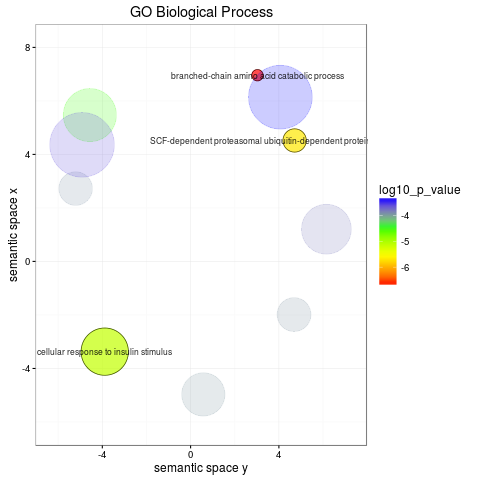 GO Biological Process
8
4
0
-4
semantic space x
branched-chain amino acid catabolic process
SCF-dependent proteasomal ubiquitin-dependent protein
cellular response to insulin stimulus
-4
0
4
semantic space y
log10_p_value
-4
-5
-6